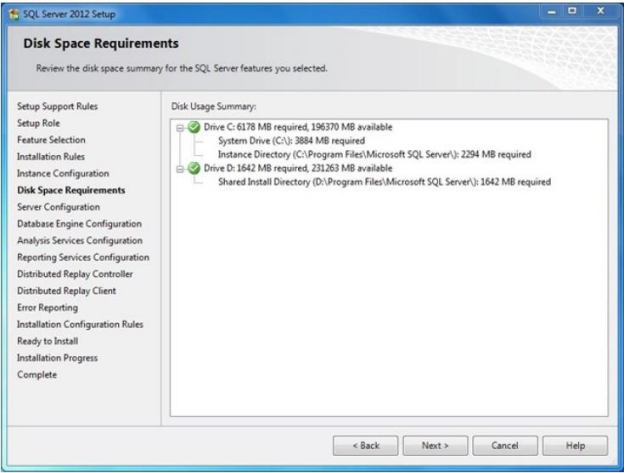 SQL Server 2012 Setup
Disk Space Requirements
Review the disk space summary for the SQL Server features you selected.
Setup Support Rules
Setup Role
Feature Selection
Installation Rules
Instance Configuration
Disk Space Requirements
Server Configuration
Database Engine Configuration
Analysis Services Configuration
Reporting Services Configuration
Distributed Replay Controller
Distributed Replay Client
Error Reporting
Installation Configuration Rules
Ready to Install
Installation Progress
Complete
Disk Usage Summary:
Drive C: 6178 MB required, 196370 MB available
System Drive (C:\): 3884 MB required
Instance Directory (C:\Program Files\Microsoft SQL Server\): 2294 MB required
Drive D: 1642 MB required, 231263 MB available
Shared Install Directory (D:\Program Files\Microsoft SQL Server\): 1642 MB required
< Back
Next >
Cancel
Help